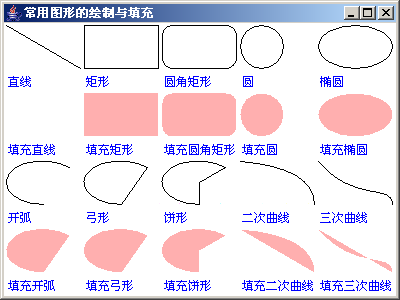 常用图形的绘制与填充
直线 矩形 圆角矩形 圆 椭圆
填充直线 填充矩形 填充圆角矩形 填充圆 填充椭圆
开弧 弓形 饼形 二次曲线 三次曲线
填充开弧 填充弓形 填充饼形 填充二次曲线 填充三次曲线